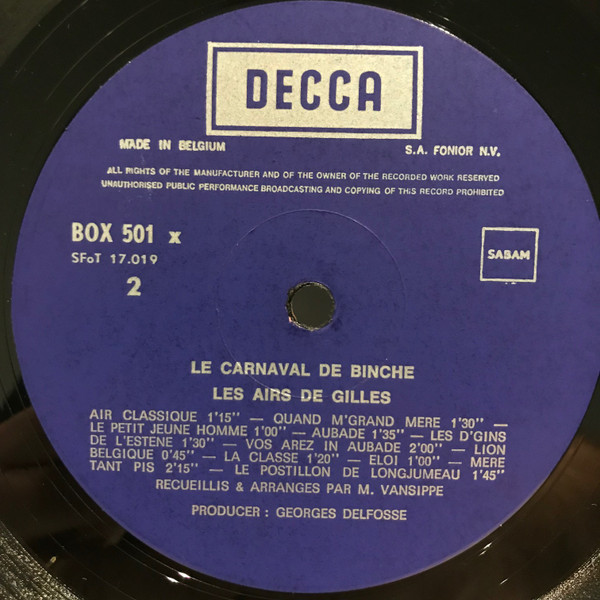 DECCA
MADE IN BELGIUM
S.A. FONIOR N.V.
ALL RIGHTS OF THE MANUFACTURER AND OF THE OWNER OF THE RECORDED WORK RESERVED
UNAUTHORISED PUBLIC PERFORMANCE BROADCASTING AND COPYING OF THIS RECORD PROHIBITED
BOX 501 x
SFoT 17.019
2
SABAM
LE CARNAVAL DE BINCHE
LES AIRS DE GILLES
AIR CLASSIQUE 1'15" — QUAND M'GRAND MERE 1'30" —
LE PETIT JEUNE HOMME 1'00" — AUBADE 1'35" — LES D'GINS
DE L'ESTENE 1'30" — VOS AREZ IN AUBADE 2'00" — LION
BELGIQUE 0'45" — LA CLASSE 1'20" — ELOI 1'00" — MERE
TANT PIS 2'15" — LE POSTILLON DE LONGJUMEAU 1'45"
RECUEILLIS & ARRANGES PAR M. VANSIPPE
PRODUCER : GEORGES DELFOSSE